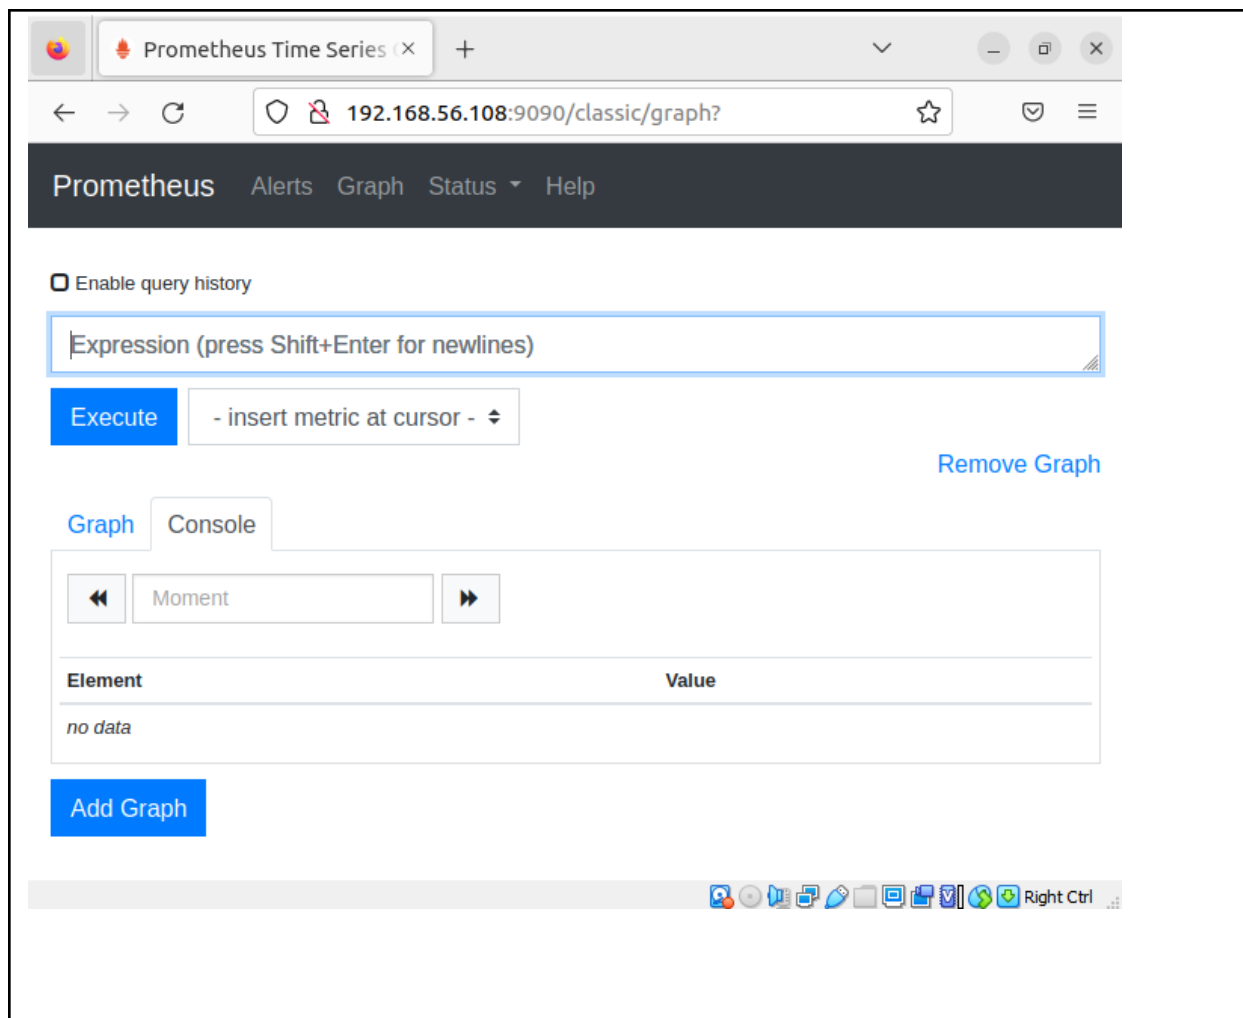 Prometheus Time Series
192.168.56.108:9090/classic/graph?
Prometheus Alerts Graph Status Help
Enable query history
Expression (press Shift+Enter for newlines)
Execute - insert metric at cursor -
Remove Graph
Graph Console
Moment
Element Value
no data
Add Graph
Right Ctrl